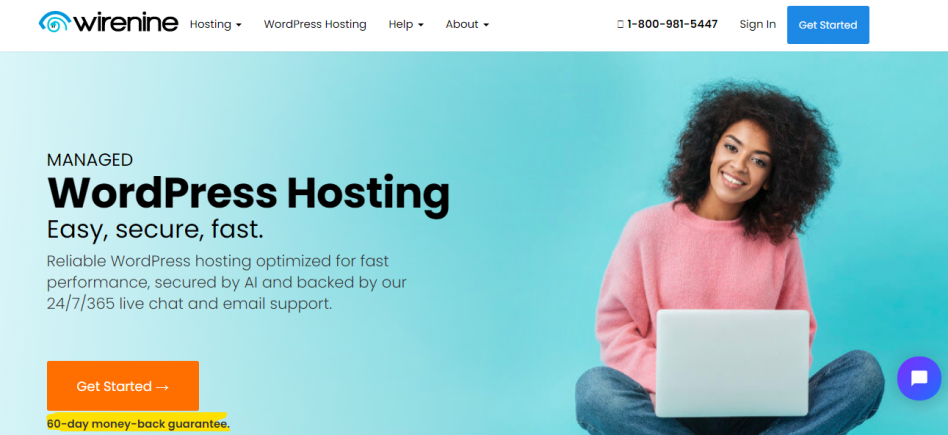 wirenine
Hosting
WordPress Hosting
Help
About
1-800-981-5447
Sign In
Get Started
MANAGED
WordPress Hosting
Easy, secure, fast.
Reliable WordPress hosting optimized for fast
performance, secured by AI and backed by our
24/7/365 live chat and email support.
Get Started →
60-day money-back guarantee.